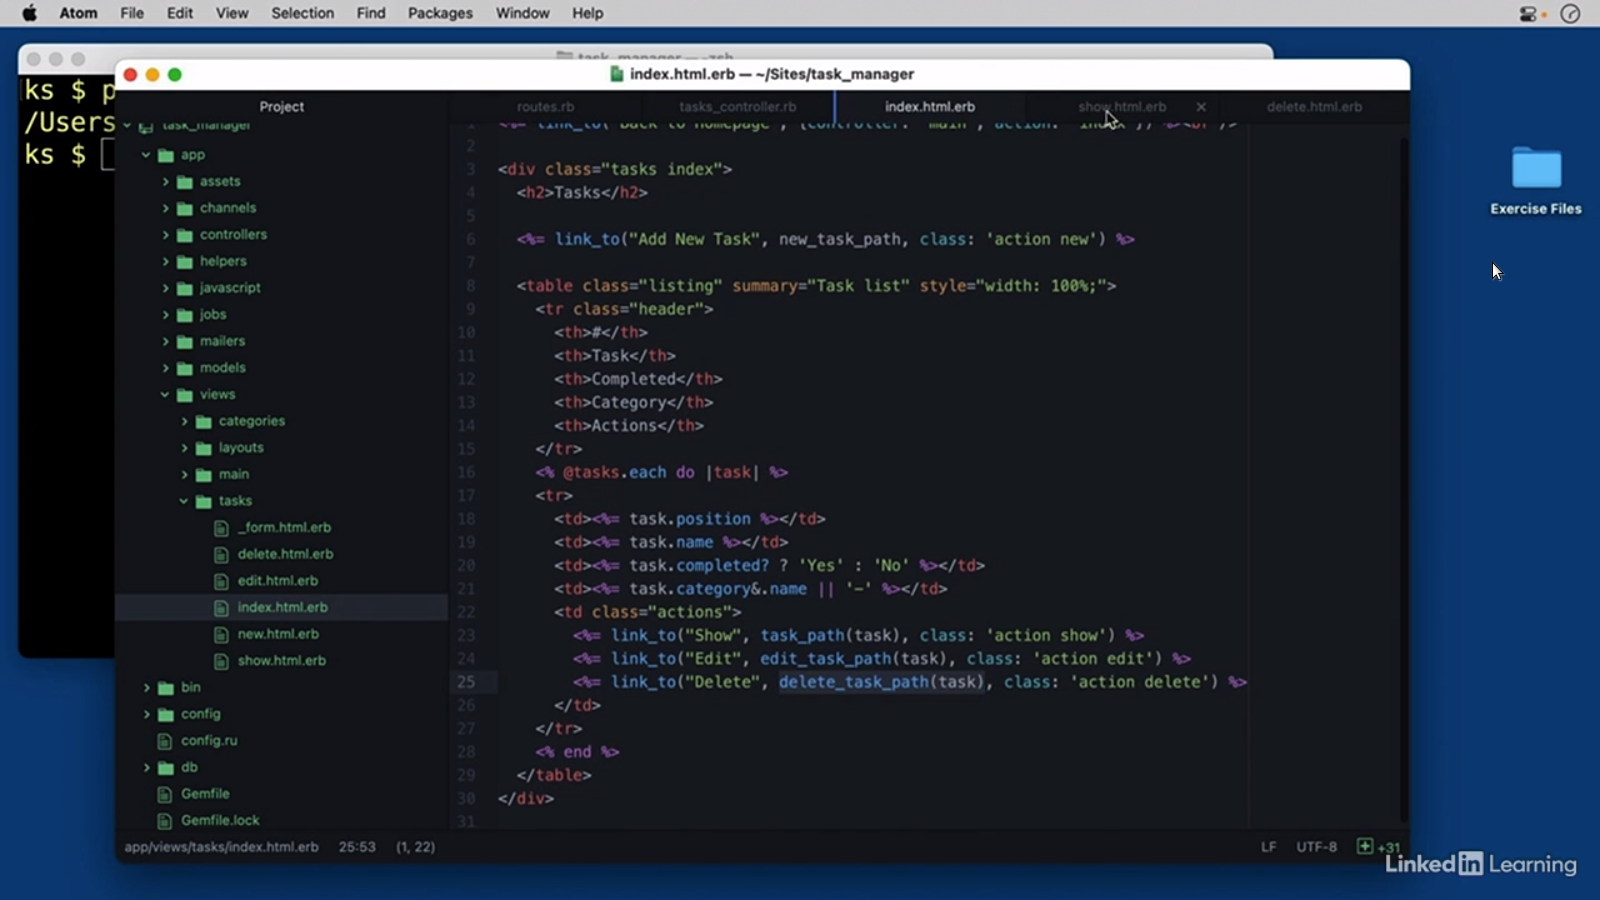 Atom File Edit View Selection Find Packages Window Help
task_manager — -zsh
ks $ p
/Users
ks $
index.html.erb — ~/Sites/task_manager
Project
routes.rb
tasks_controller.rb
index.html.erb
show.html.erb
delete.html.erb
task_manager
app
assets
channels
controllers
helpers
javascript
jobs
mailers
models
views
categories
layouts
main
tasks
_form.html.erb
delete.html.erb
edit.html.erb
index.html.erb
new.html.erb
show.html.erb
bin
config
config.ru
db
Gemfile
Gemfile.lock
1 <%= link_to("Back to Homepage", {controller: 'main', action: 'index'}) %><br />
2
3 <div class="tasks index">
4 <h2>Tasks</h2>
5
6 <%= link_to("Add New Task", new_task_path, class: 'action new') %>
7
8 <table class="listing" summary="Task list" style="width: 100%;">
9 <tr class="header">
10 <th>#</th>
11 <th>Task</th>
12 <th>Completed</th>
13 <th>Category</th>
14 <th>Actions</th>
15 </tr>
16 <% @tasks.each do |task| %>
17 <tr>
18 <td><%= task.position %></td>
19 <td><%= task.name %></td>
20 <td><%= task.completed? ? 'Yes' : 'No' %></td>
21 <td><%= task.category&.name || '-' %></td>
22 <td class="actions">
23 <%= link_to("Show", task_path(task), class: 'action show') %>
24 <%= link_to("Edit", edit_task_path(task), class: 'action edit') %>
25 <%= link_to("Delete", delete_task_path(task), class: 'action delete') %>
26 </td>
27 </tr>
28 <% end %>
29 </table>
30 </div>
31
app/views/tasks/index.html.erb 25:53 (1, 22)
LF UTF-8 +31
Exercise Files
LinkedIn Learning